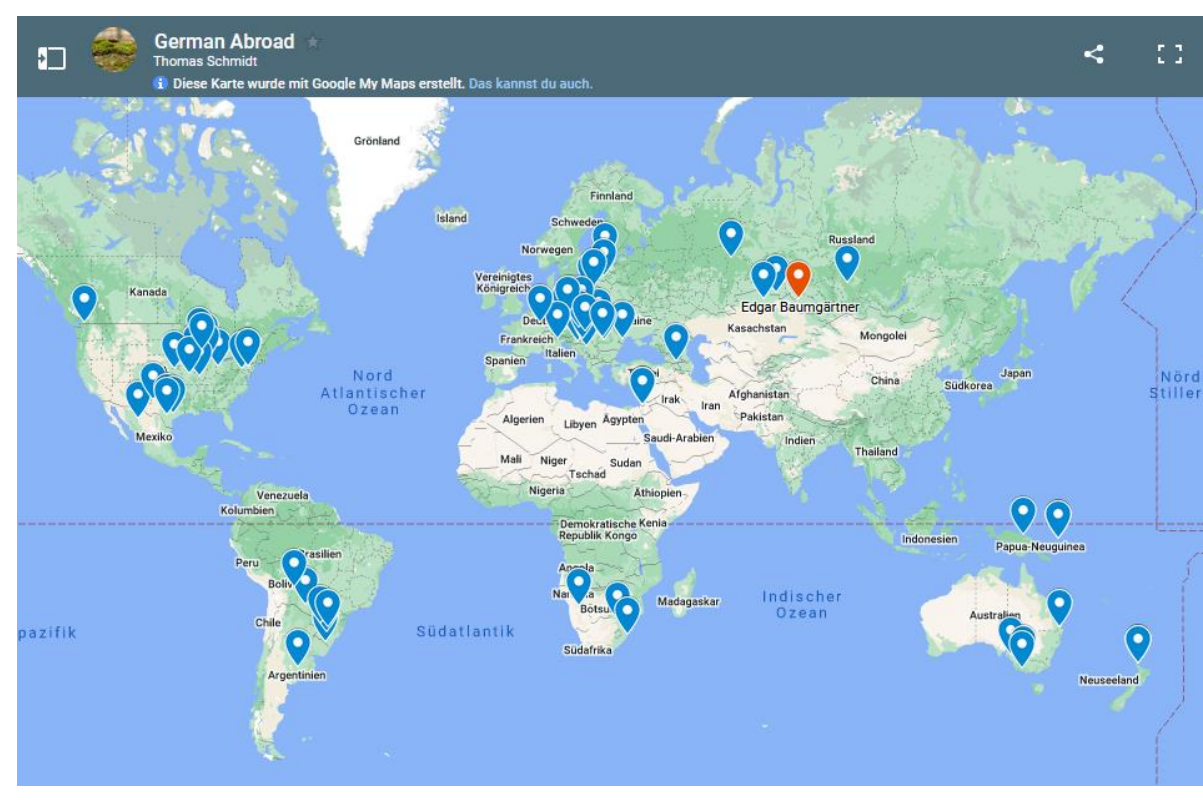 German Abroad
Thomas Schmidt
Diese Karte wurde mit Google My Maps erstellt. Das kannst du auch.
Grönland
Finnland
Island
Schweden
Russland
Norwegen
Vereinigtes
Königreich
Kanada
Edgar Baumgärtner
Kasachstan
Mongolei
Frankreich
Italien
Spanien
Nord
Atlantischer
Ozean
Japan
Nord
Stiller
China
Südkorea
Afghanistan
Irak
Iran
Pakistan
Algerien
Libyen
Ägypten
Saudi-Arabien
Mexiko
Indien
Thailand
Mali
Niger
Sudan
Tschad
Nigeria
Äthiopien
Venezuela
Kolumbien
Demokratische
Republik Kongo
Kenia
Indonesien
Papua-Neuguinea
Peru
Brasilien
Angola
Madagaskar
Indischer
Ozean
Australien
Chile
pazifik
Südatlantik
Südafrika
Argentinien
Neuseeland